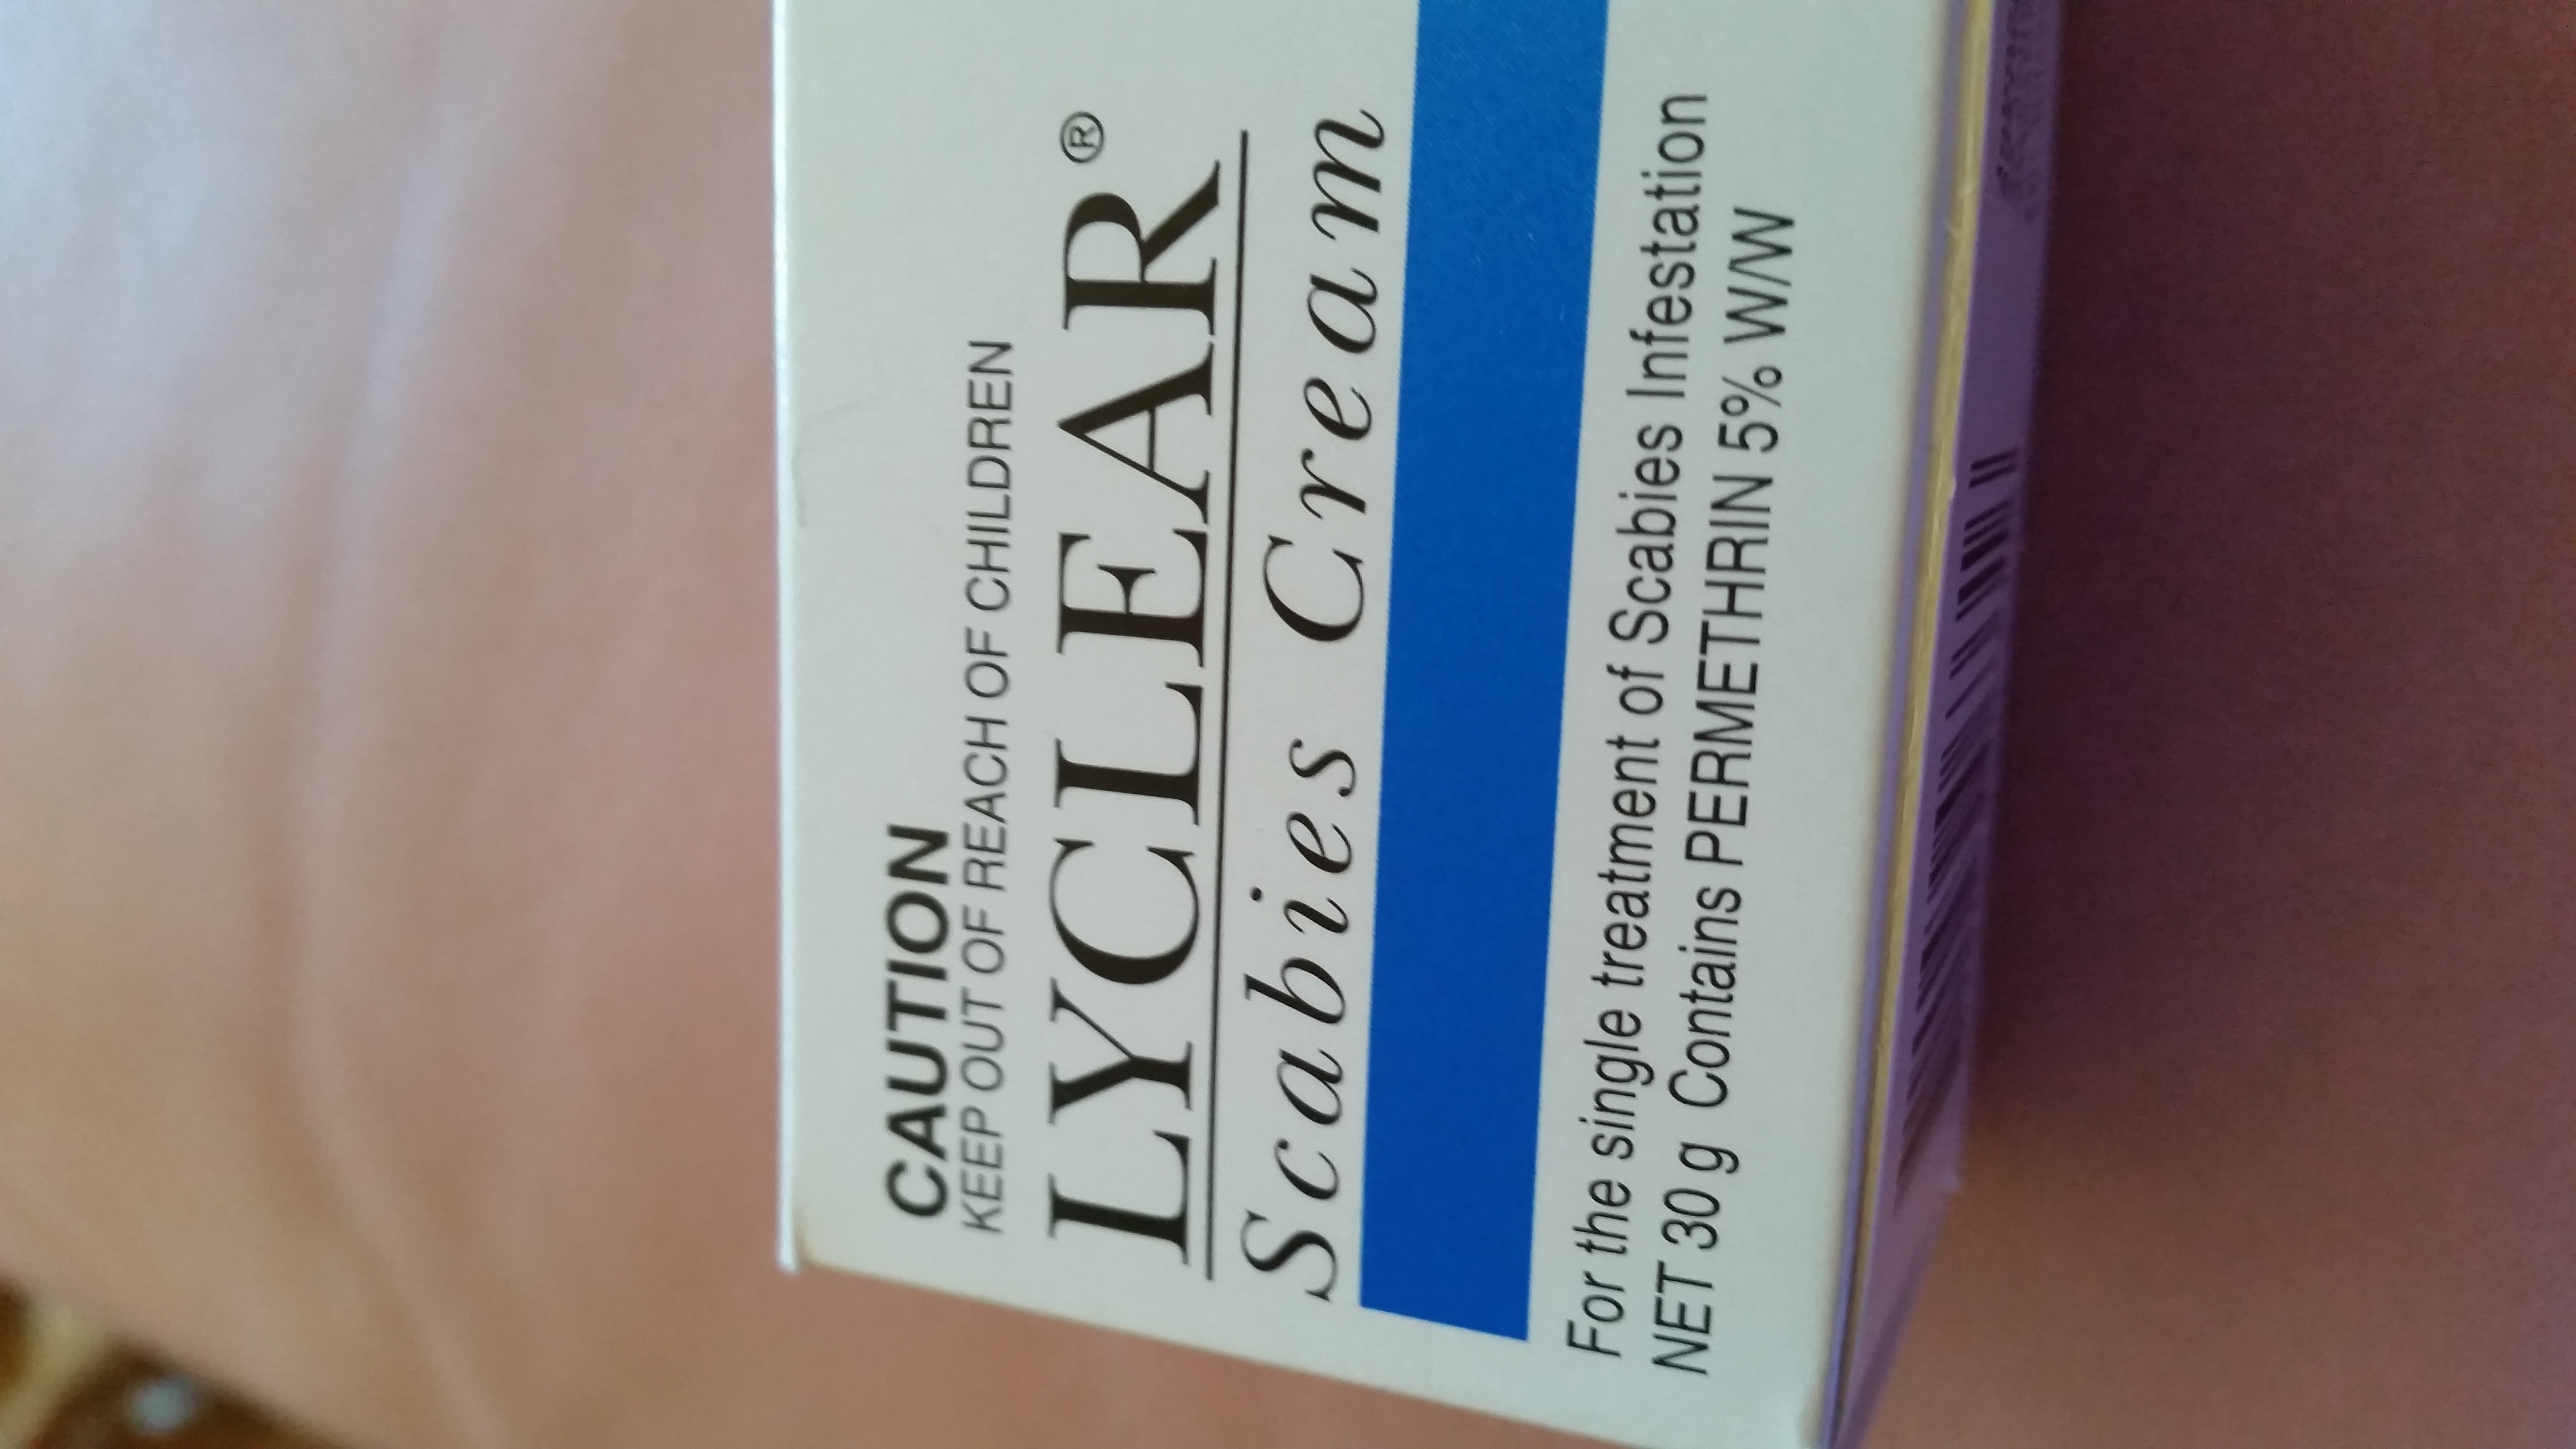 CAUTION
KEEP OUT OF REACH OF CHILDREN
LYCLEAR®
Scabies Cream
For the single treatment of Scabies Infestation
NET 30 g Contains PERMETHRIN 5% W/W